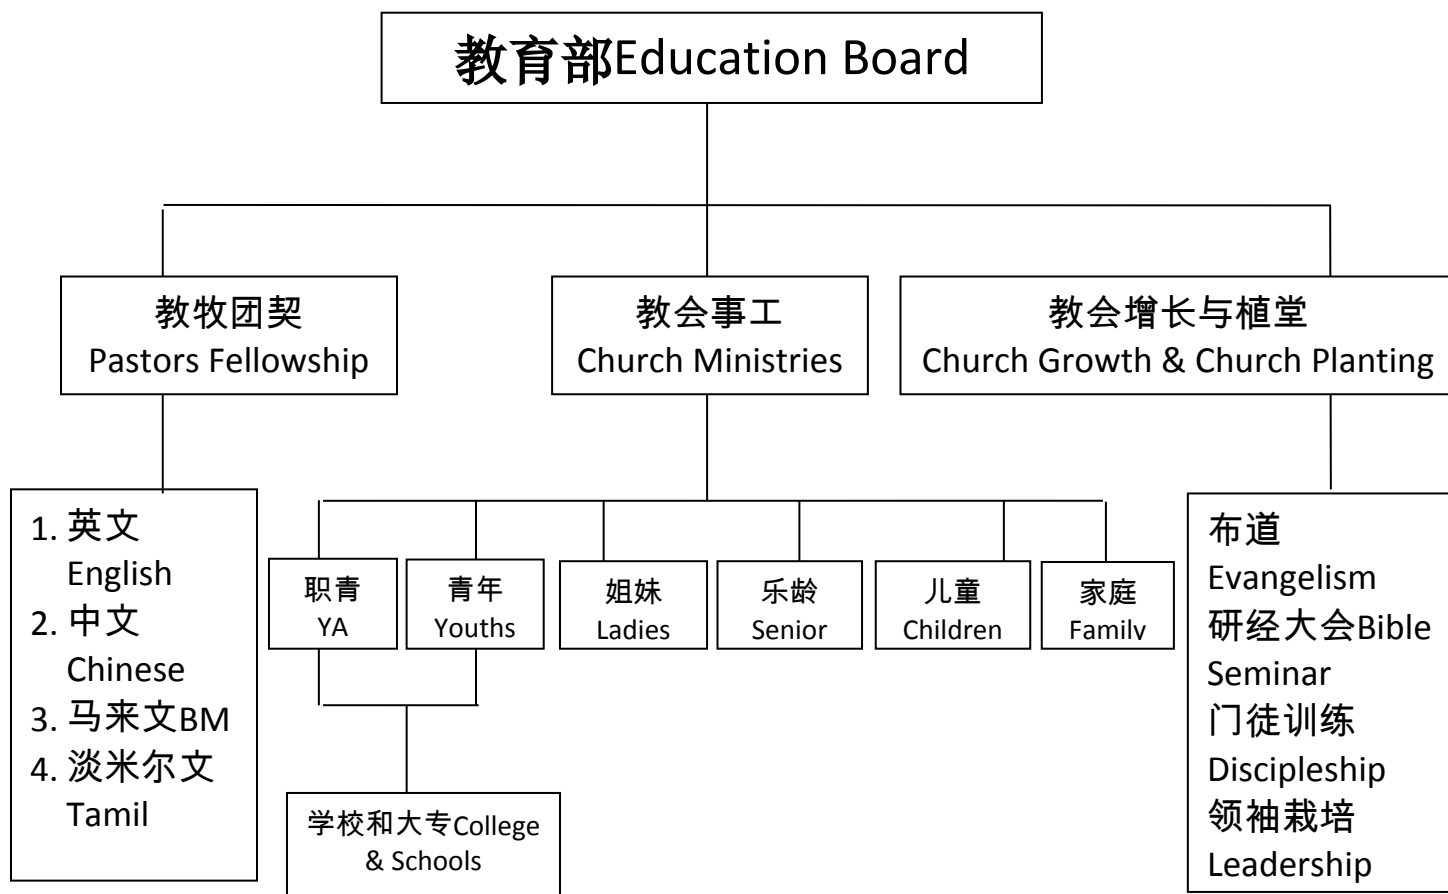 教育部Education Board
教牧团契
Pastors Fellowship
教会事工
Church Ministries
教会增长与植堂
Church Growth & Church Planting
1. 英文
English
2. 中文
Chinese
3. 马来文BM
4. 淡米尔文
Tamil
职青
YA
青年
Youths
姐妹
Ladies
乐龄
Senior
儿童
Children
家庭
Family
学校和大专College
& Schools
布道
Evangelism
研经大会Bible
Seminar
门徒训练
Discipleship
领袖栽培
Leadership